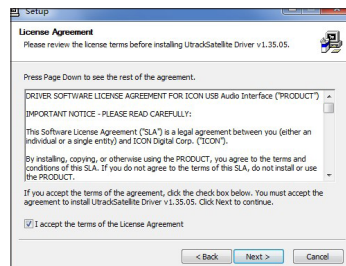 Setup
License Agreement
Please review the license terms before installing UtrackSatellite Driver v1.35.05.
Press Page Down to see the rest of the agreement.
DRIVER SOFTWARE LICENSE AGREEMENT FOR ICON USB Audio Interface ("PRODUCT")
IMPORTANT NOTICE - PLEASE READ CAREFULLY:
This Software License Agreement ("SLA") is a legal agreement between you (either an
individual or a single entity) and ICON Digital Corp. ("ICON").
By installing, copying, or otherwise using the PRODUCT, you agree to the terms and
conditions of this SLA. If you do not agree to the terms of this SLA, do not install or use
the PRODUCT.
If you accept the terms of the agreement, click the check box below. You must accept the
agreement to install UtrackSatellite Driver v1.35.05. Click Next to continue.
I accept the terms of the License Agreement
< Back Next > Cancel